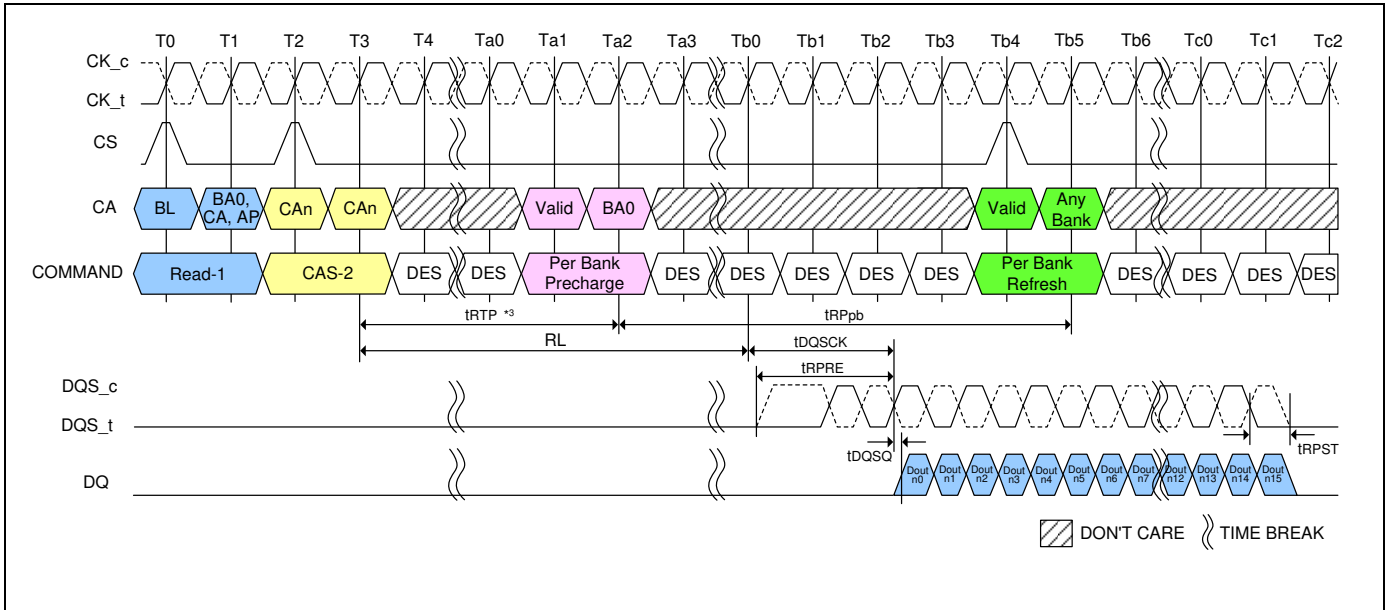 T0 T1 T2 T3 T4 Ta0 Ta1 Ta2 Ta3 Tb0 Tb1 Tb2 Tb3 Tb4 Tb5 Tb6 Tc0 Tc1 Tc2
CK_c
CK_t
CS
CA BL BA0, CA, AP CAn CAn Valid BA0 Valid Any Bank
COMMAND Read-1 CAS-2 DES DES Per Bank Precharge DES DES DES DES DES Per Bank Refresh DES DES DES DES
tRTP *3 tRPpb
RL tDQSCK
tRPRE
DQS_c
DQS_t
tDQSQ tRPST
DQ Dout n0 Dout n1 Dout n2 Dout n3 Dout n4 Dout n5 Dout n6 Dout n7 Dout n12 Dout n13 Dout n14 Dout n15
DON'T CARE TIME BREAK